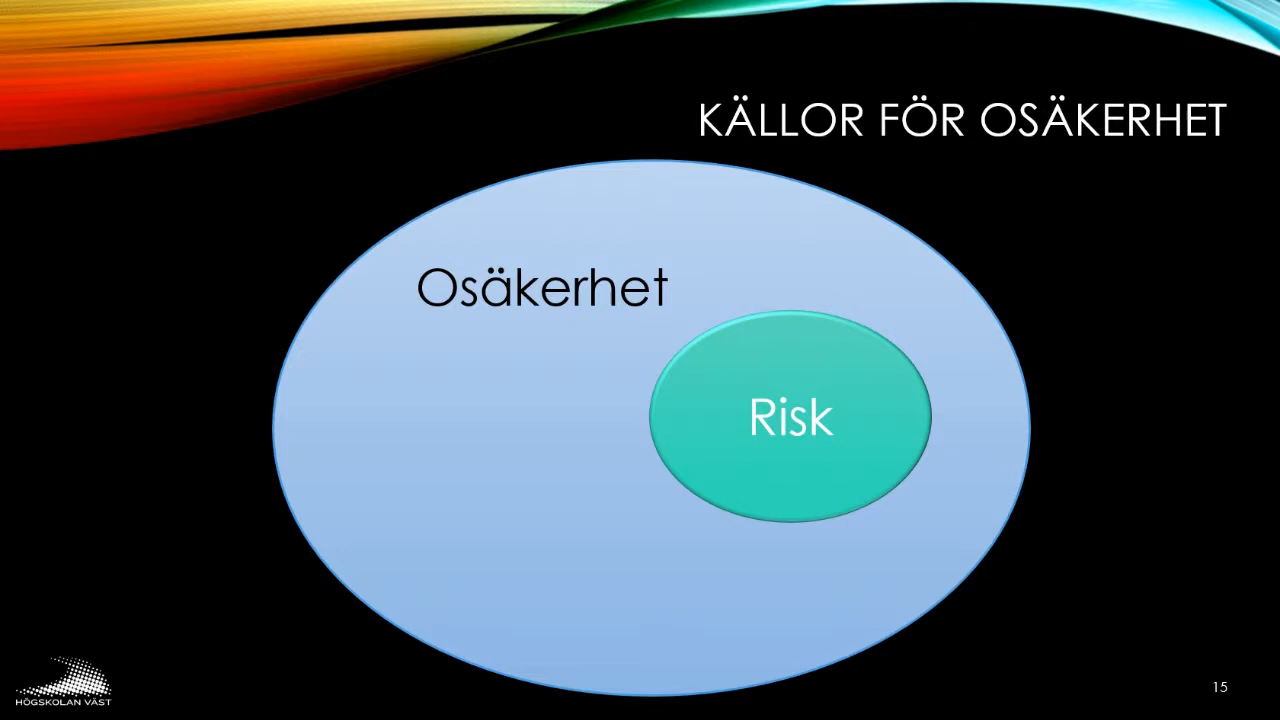 KÄLLOR FÖR OSÄKERHET
Osäkerhet
Risk
HÖGSKOLAN VÄST
15